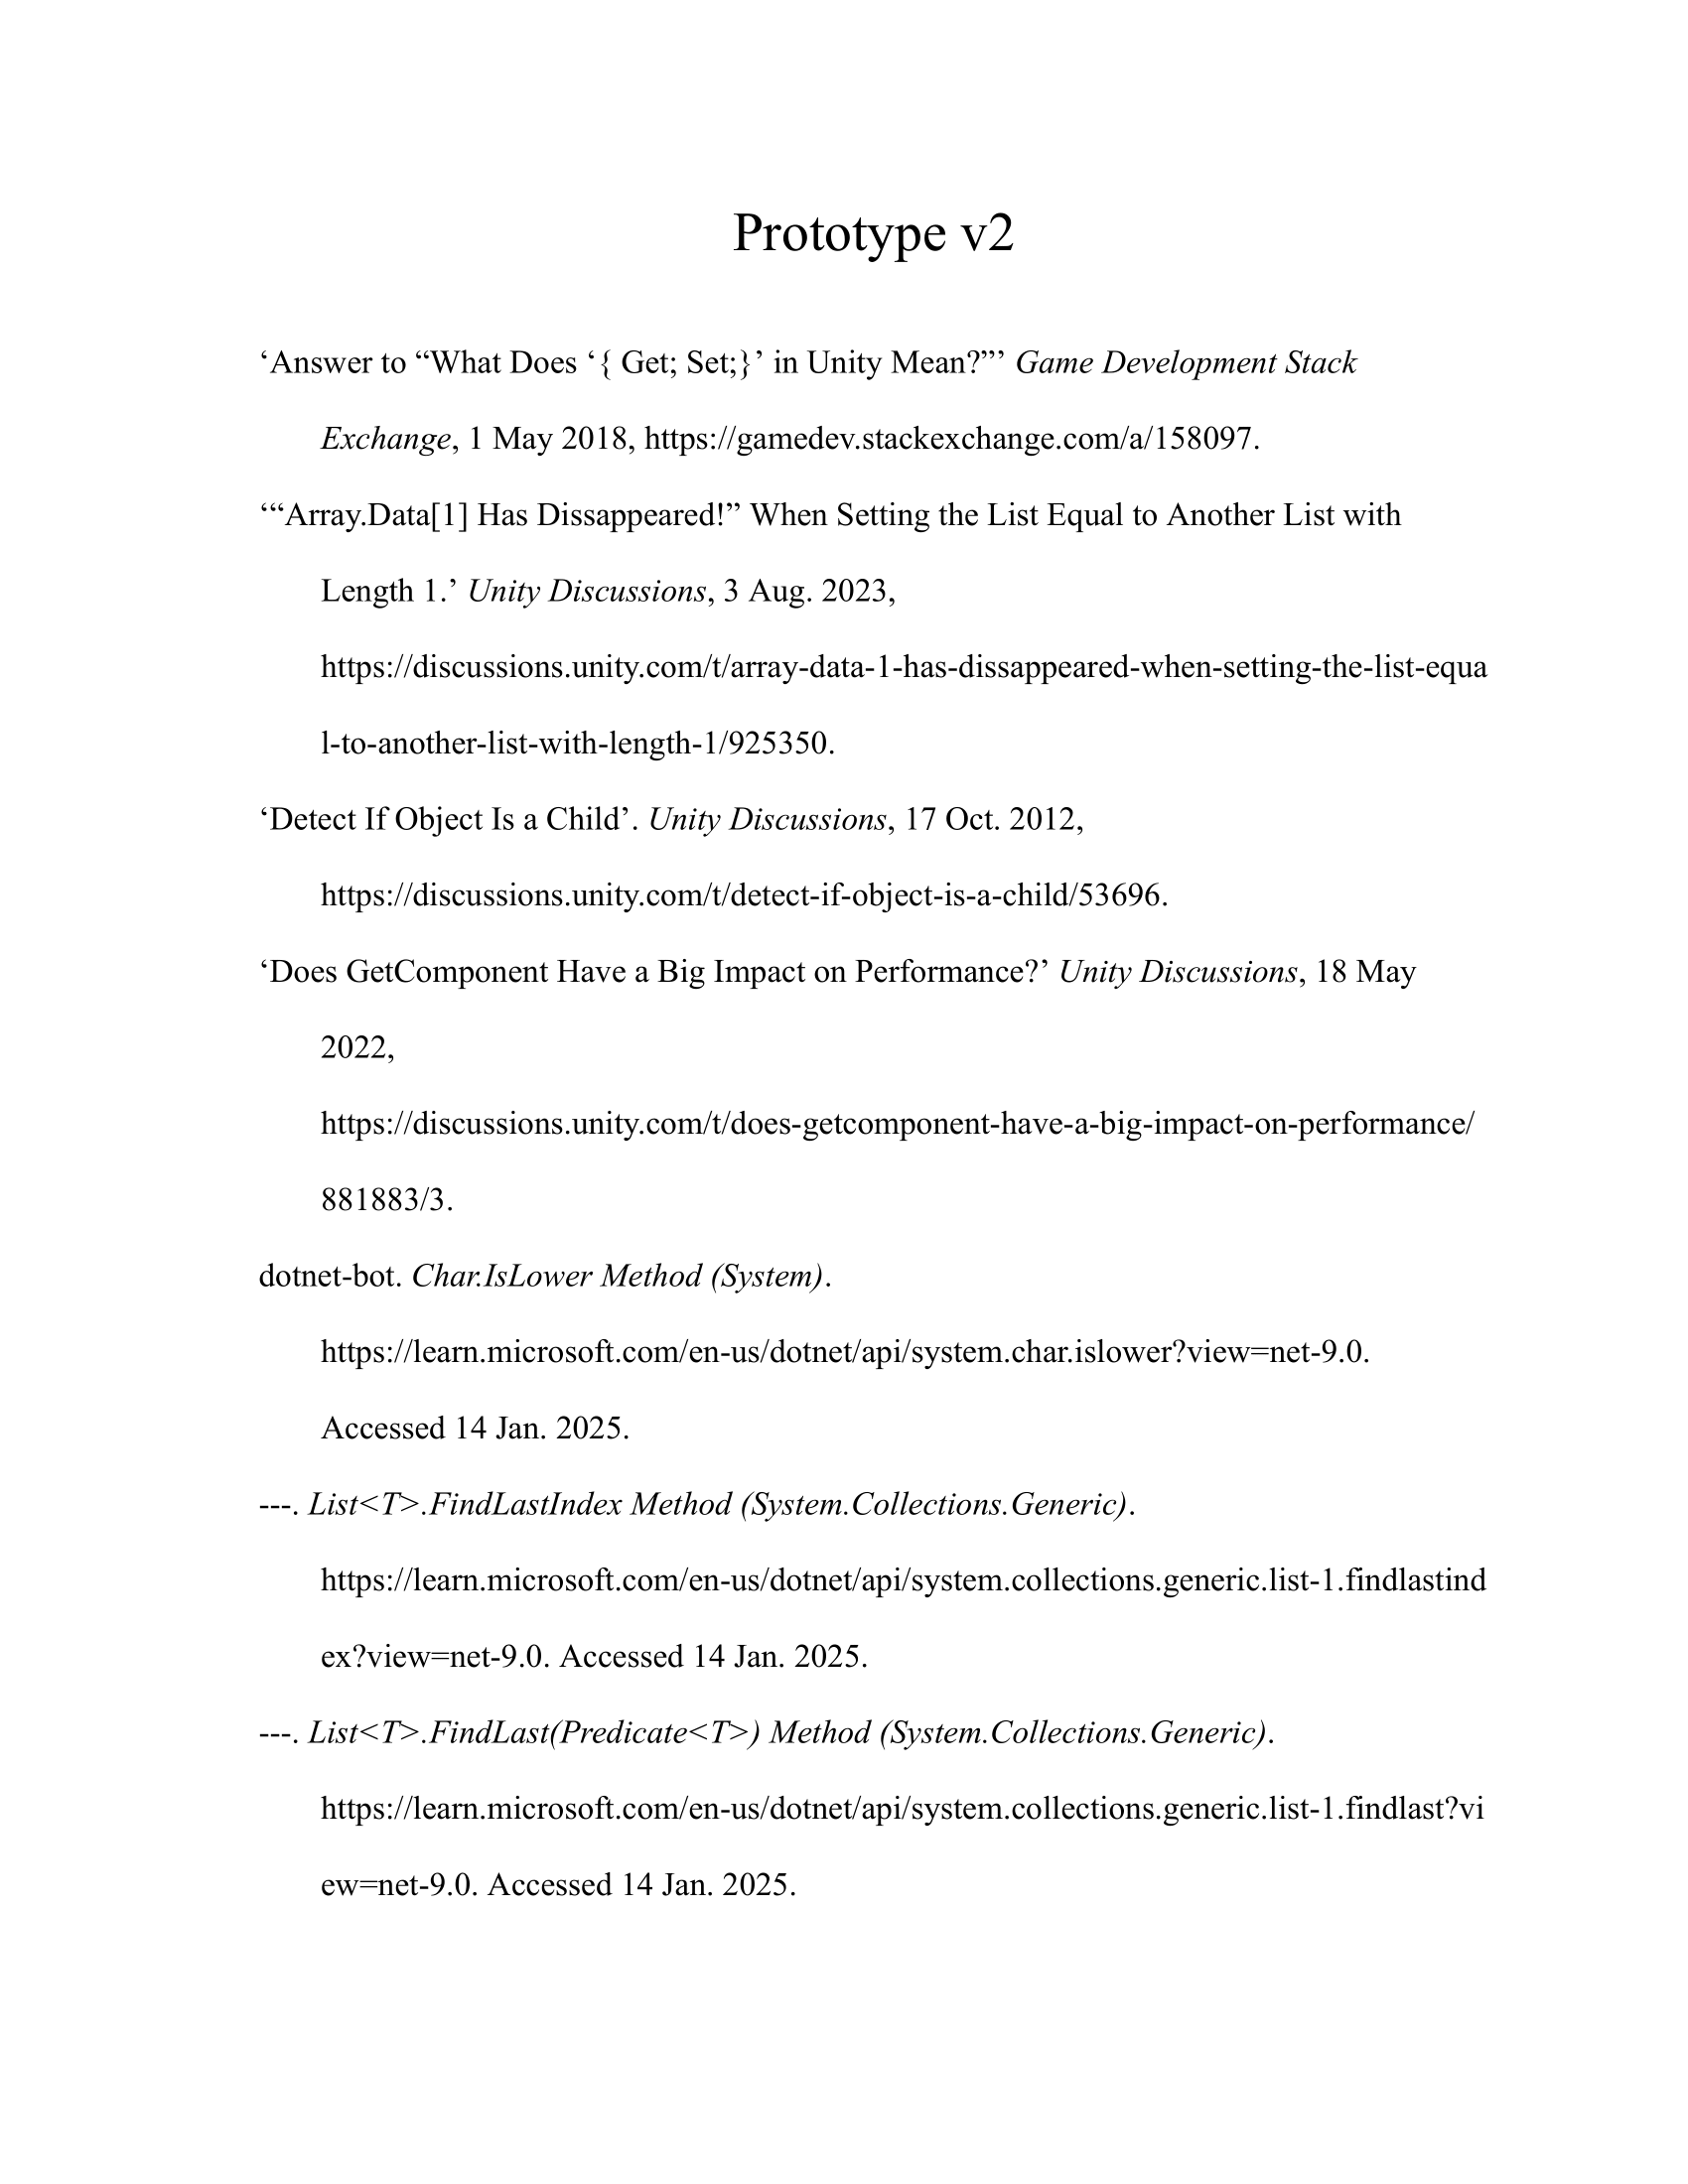 Prototype v2
‘Answer to “What Does ‘{ Get; Set;}’ in Unity Mean?”’ Game Development Stack
Exchange, 1 May 2018, https://gamedev.stackexchange.com/a/158097.
‘“Array.Data[1] Has Dissappeared!” When Setting the List Equal to Another List with
Length 1.’ Unity Discussions, 3 Aug. 2023,
https://discussions.unity.com/t/array-data-1-has-dissappeared-when-setting-the-list-equa
l-to-another-list-with-length-1/925350.
‘Detect If Object Is a Child’. Unity Discussions, 17 Oct. 2012,
https://discussions.unity.com/t/detect-if-object-is-a-child/53696.
‘Does GetComponent Have a Big Impact on Performance?’ Unity Discussions, 18 May
2022,
https://discussions.unity.com/t/does-getcomponent-have-a-big-impact-on-performance/
881883/3.
dotnet-bot. Char.IsLower Method (System).
https://learn.microsoft.com/en-us/dotnet/api/system.char.islower?view=net-9.0.
Accessed 14 Jan. 2025.
---. List<T>.FindLastIndex Method (System.Collections.Generic).
https://learn.microsoft.com/en-us/dotnet/api/system.collections.generic.list-1.findlastind
ex?view=net-9.0. Accessed 14 Jan. 2025.
---. List<T>.FindLast(Predicate<T>) Method (System.Collections.Generic).
https://learn.microsoft.com/en-us/dotnet/api/system.collections.generic.list-1.findlast?vi
ew=net-9.0. Accessed 14 Jan. 2025.